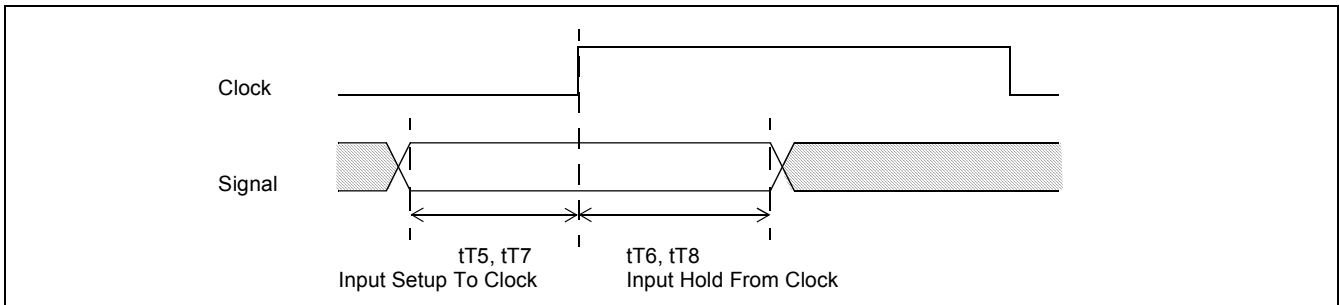 Clock
Signal
tT5, tT7 tT6, tT8
Input Setup To Clock Input Hold From Clock